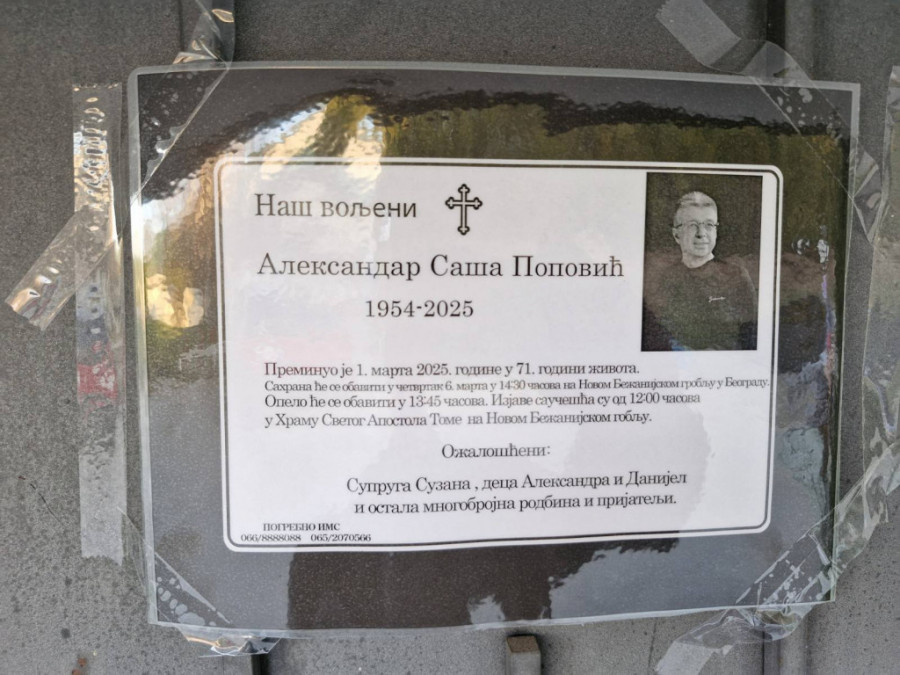 Наш вољени
Александар Саша Поповић
1954-2025
Преминуо је 1. марта 2025. године у 71. години живота.
Сахрана ће се обавити у четвртак 6. марта у 14:30 часова на Новом Бежанијском гробљу у Београду.
Опело ће се обавити у 13:45 часова. Изјаве саучешћа су од 12:00 часова
у Храму Светог Апостола Томе на Новом Бежанијском гобљу.
Ожалошћени:
Супруга Сузана , деца Александра и Данијел
и остала многобројна родбина и пријатељи.
ПОГРЕБНО ИМС
066/8888088 065/2070566